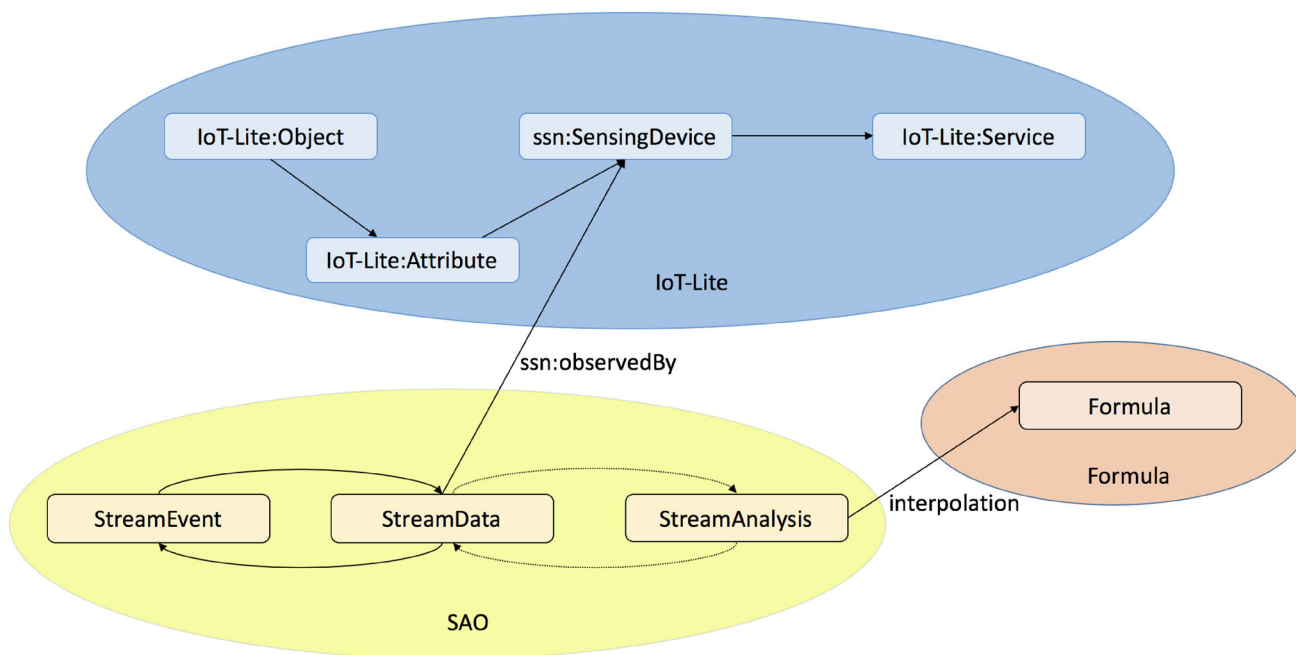 IoT-Lite:Object
ssn:SensingDevice
IoT-Lite:Service
IoT-Lite:Attribute
IoT-Lite
ssn:observedBy
Formula
Formula
interpolation
StreamEvent
StreamData
StreamAnalysis
SAO